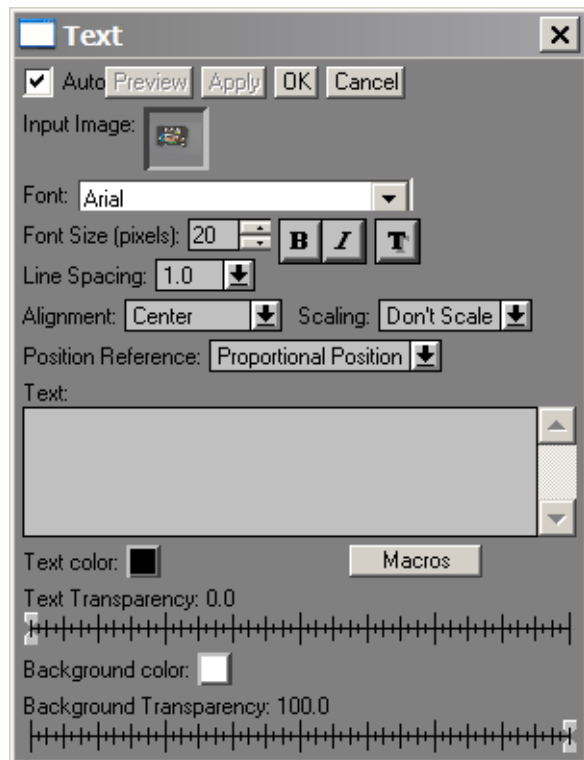 Text
Auto Preview Apply OK Cancel
Input Image:
Font: Arial
Font Size (pixels): 20 B I T
Line Spacing: 1.0
Alignment: Center Scaling: Don't Scale
Position Reference: Proportional Position
Text:
Text color: Macros
Text Transparency: 0.0
Background color:
Background Transparency: 100.0